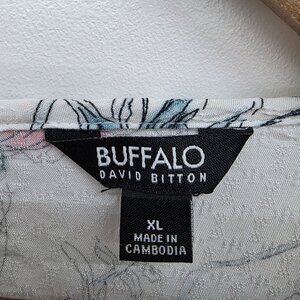 BUFFALO
DAVID BITTON
XL
MADE IN
CAMBODIA